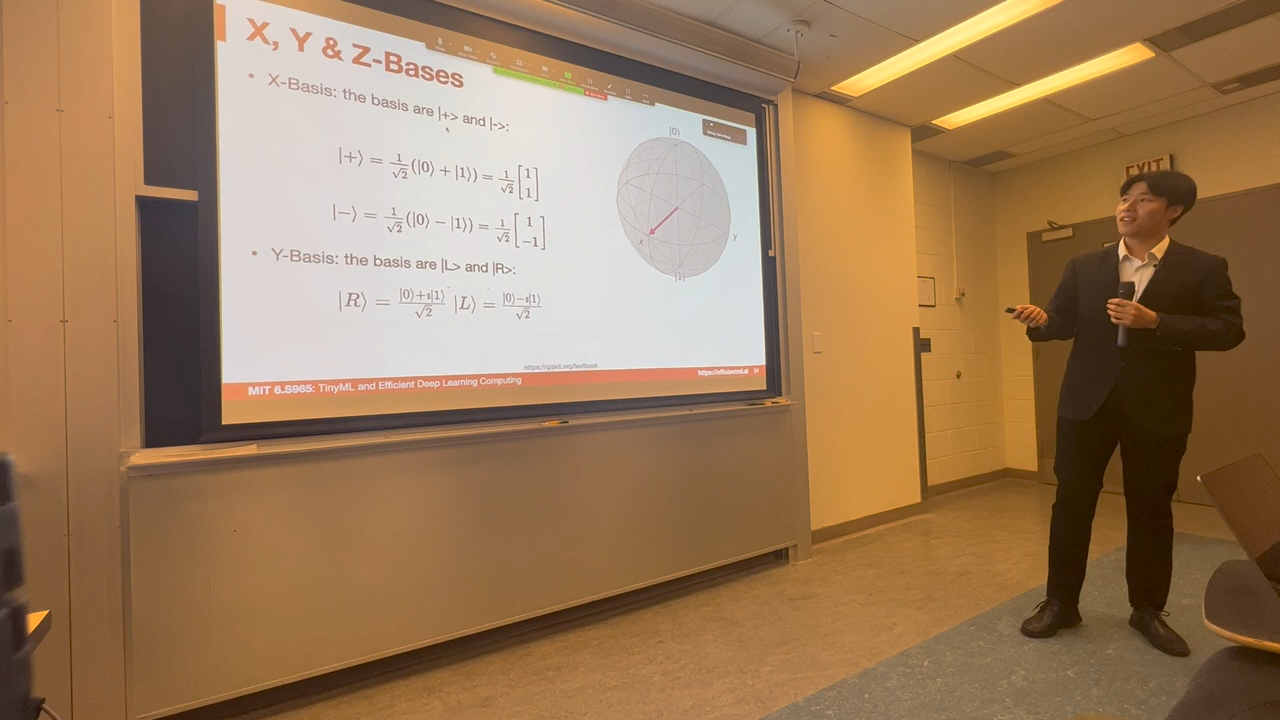 X, Y & Z-Bases
• X-Basis: the basis are |+> and |->:
|+⟩ = 1/√2 (|0⟩ + |1⟩) = 1/√2 [1 1]
|−⟩ = 1/√2 (|0⟩ − |1⟩) = 1/√2 [1 −1]
• Y-Basis: the basis are |L> and |R>:
|R⟩ = |0⟩+i|1⟩/√2 |L⟩ = |0⟩−i|1⟩/√2
|0⟩
x
y
|1⟩
https://qiskit.org/textbook
MIT 6.S965: TinyML and Efficient Deep Learning Computing
https://efficientml.ai
24
EXIT